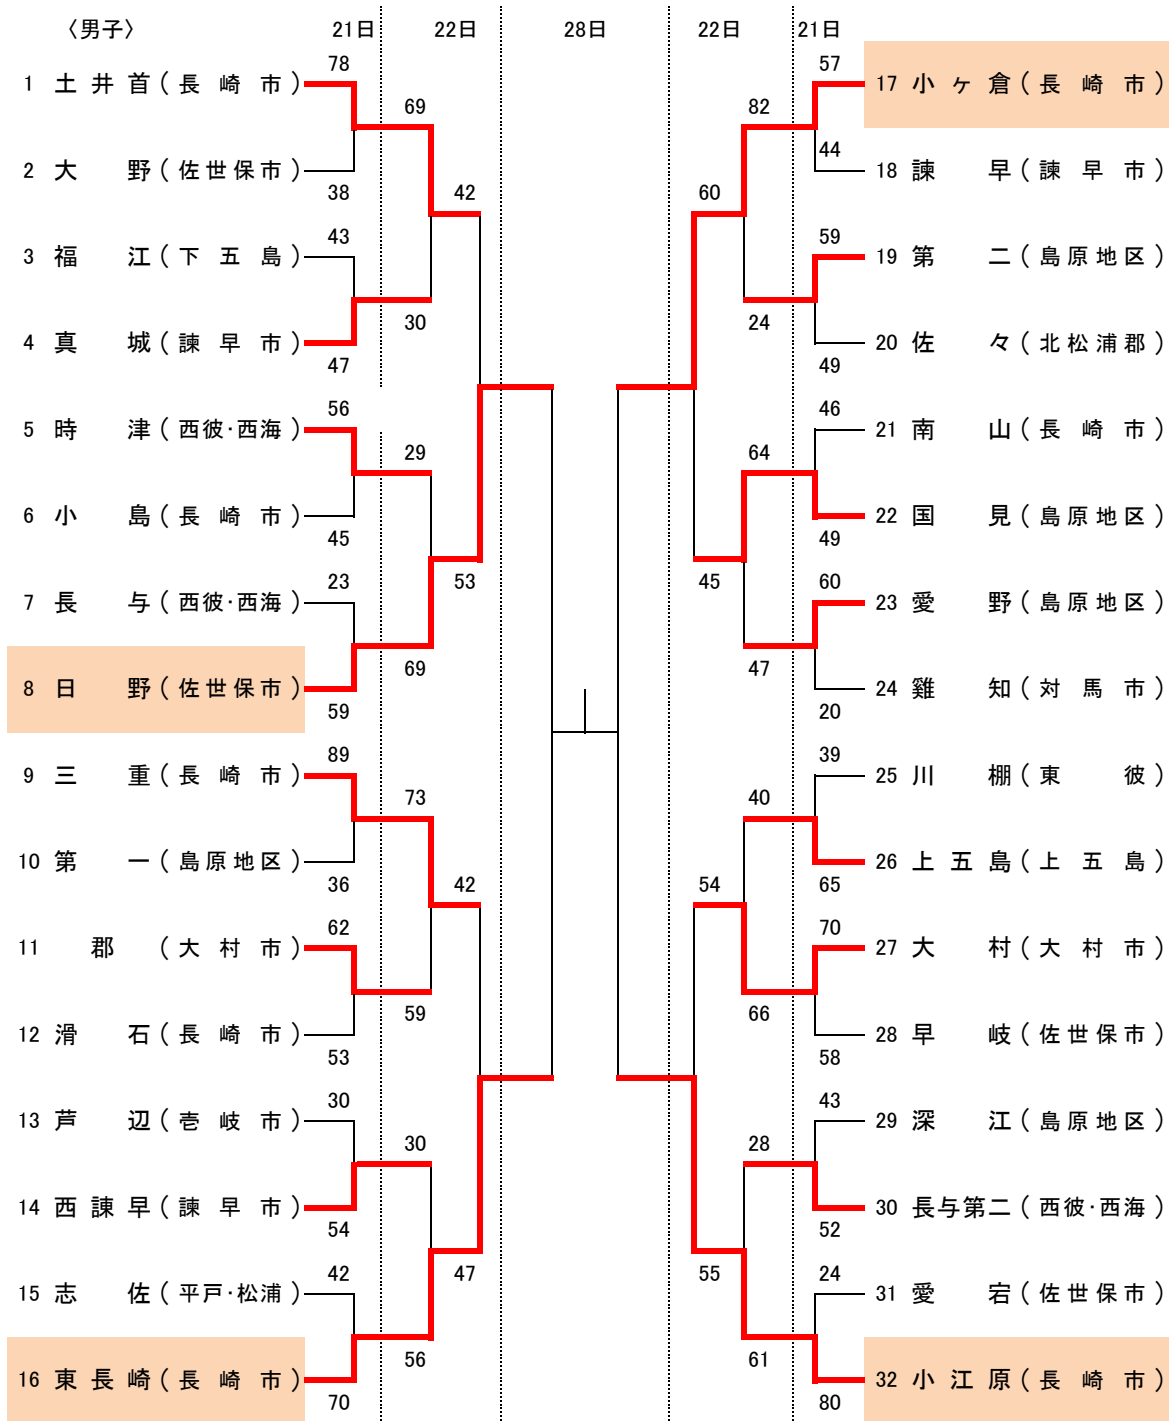 〈男子〉 21日 22日 28日 22日 21日
78 57
1 土井首(長崎市) 17 小ヶ倉(長崎市)
69 82
44
2 大野(佐世保市) 18 諫早(諫早市)
38 42 60
43 59
3 福江(下五島) 19 第二(島原地区)
30 24
4 真城(諫早市) 20 佐々(北松浦郡)
47 49
56 46
5 時津(西彼・西海) 21 南山(長崎市)
29 64
6 小島(長崎市) 22 国見(島原地区)
45 49
23 53 45 60
7 長与(西彼・西海) 23 愛野(島原地区)
69 47
8 日野(佐世保市) 24 雞知(対馬市)
59 20
89 39
9 三重(長崎市) 25 川棚(東彼)
73 40
10 第一(島原地区) 26 上五島(上五島)
36 42 54 65
62 70
11 郡(大村市) 27 大村(大村市)
59 66
12 滑石(長崎市) 28 早岐(佐世保市)
53 58
30 43
13 芦辺(壱岐市) 29 深江(島原地区)
30 28
14 西諫早(諫早市) 30 長与第二(西彼・西海)
54 52
42 47 55 24
15 志佐(平戸・松浦) 31 愛宕(佐世保市)
56 61
16 東長崎(長崎市) 32 小江原(長崎市)
70 80